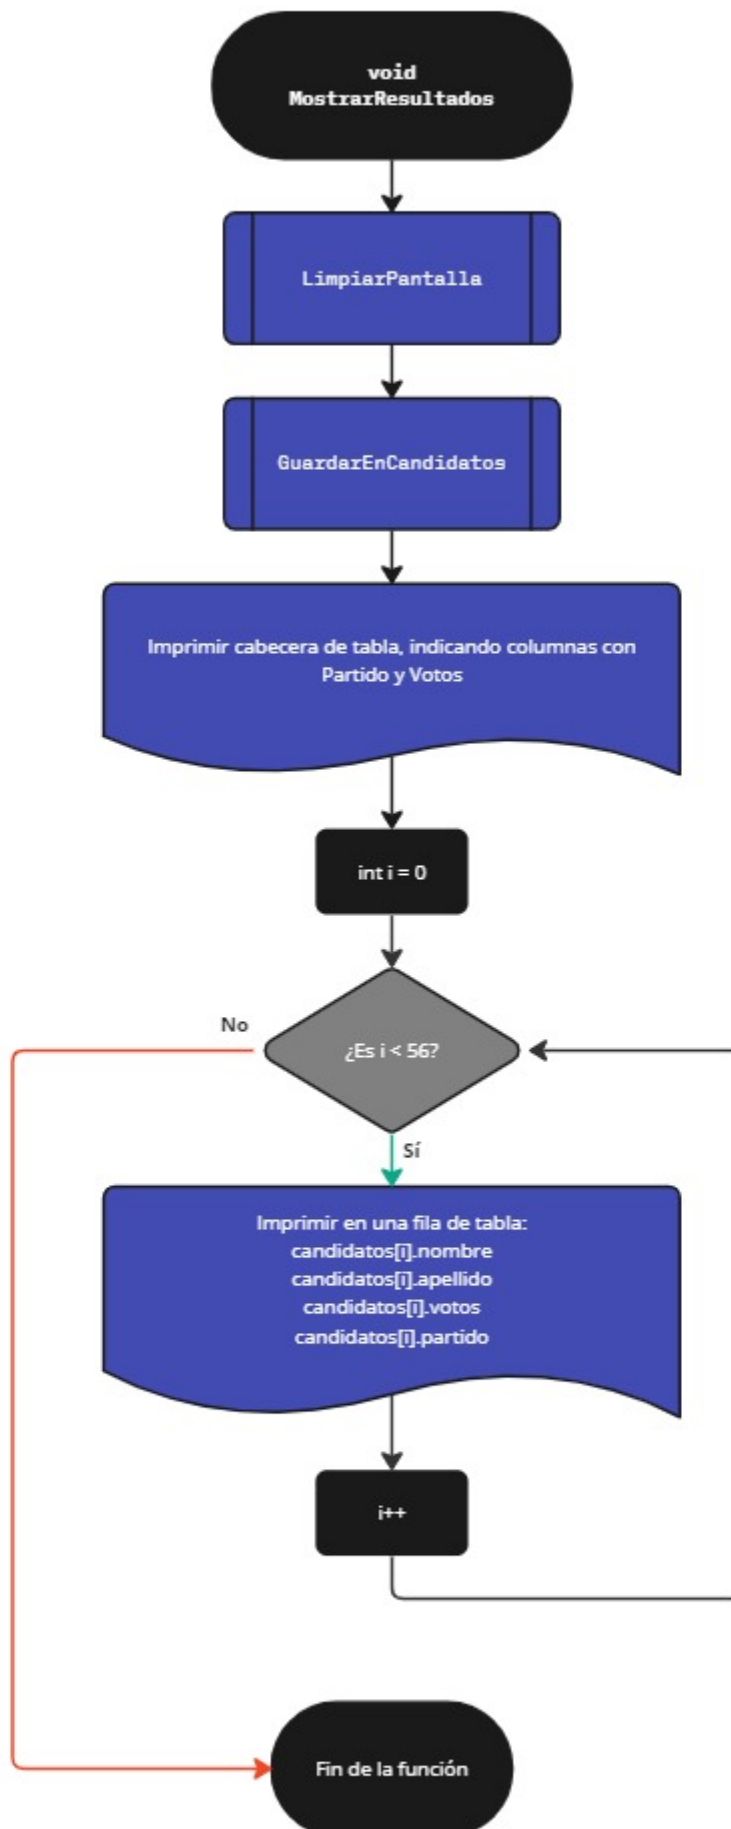 void
MostrarResultados
LimpiarPantalla
GuardarEnCandidatos
Imprimir cabecera de tabla, indicando columnas con
Partido y Votos
int i = 0
¿Es i < 56?
No
Sí
Imprimir en una fila de tabla:
candidatos[i].nombre
candidatos[i].apellido
candidatos[i].votos
candidatos[i].partido
i++
Fin de la función